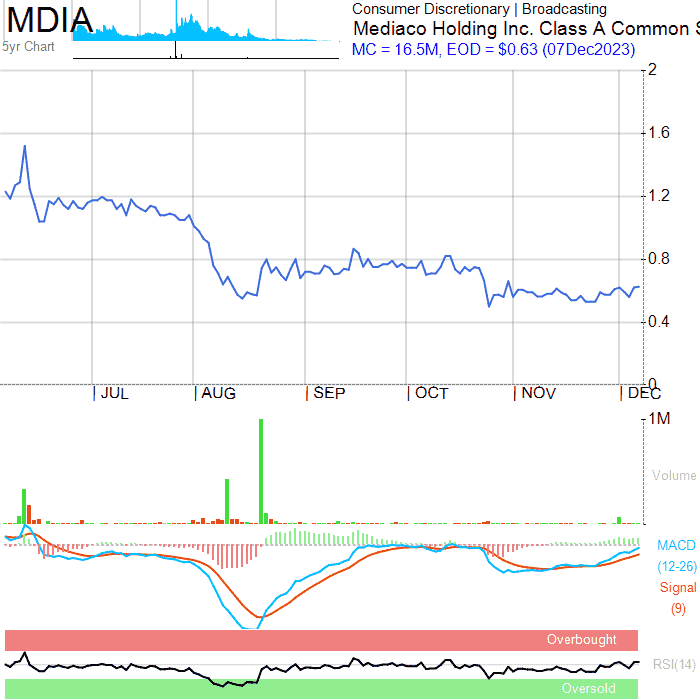 MDIA
5yr Chart
Consumer Discretionary | Broadcasting
Mediaco Holding Inc. Class A Common S
MC = 16.5M, EOD = $0.63 (07Dec2023)
2
1.6
1.2
0.8
0.4
0
JUL AUG SEP OCT NOV DEC
1M
Volume
MACD
(12-26)
Signal
(9)
Overbought
RSI(14)
Oversold